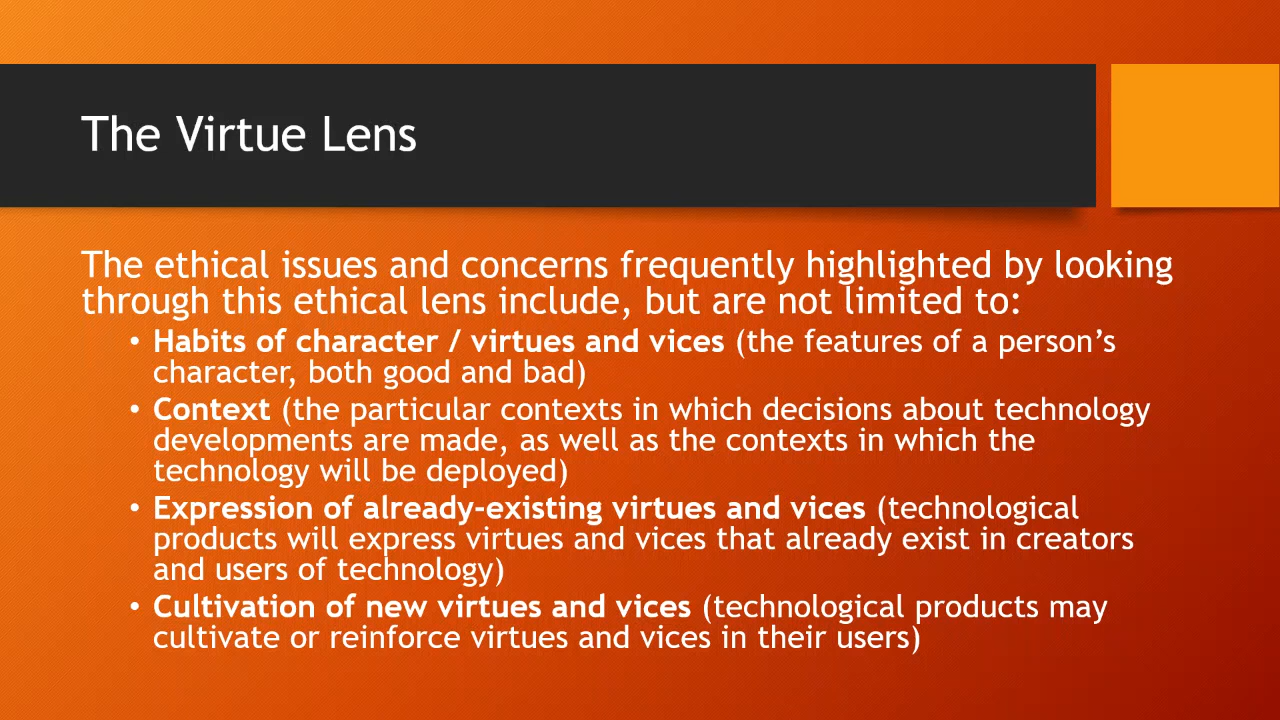 The Virtue Lens
The ethical issues and concerns frequently highlighted by looking
through this ethical lens include, but are not limited to:
• Habits of character / virtues and vices (the features of a person’s
character, both good and bad)
• Context (the particular contexts in which decisions about technology
developments are made, as well as the contexts in which the
technology will be deployed)
• Expression of already-existing virtues and vices (technological
products will express virtues and vices that already exist in creators
and users of technology)
• Cultivation of new virtues and vices (technological products may
cultivate or reinforce virtues and vices in their users)